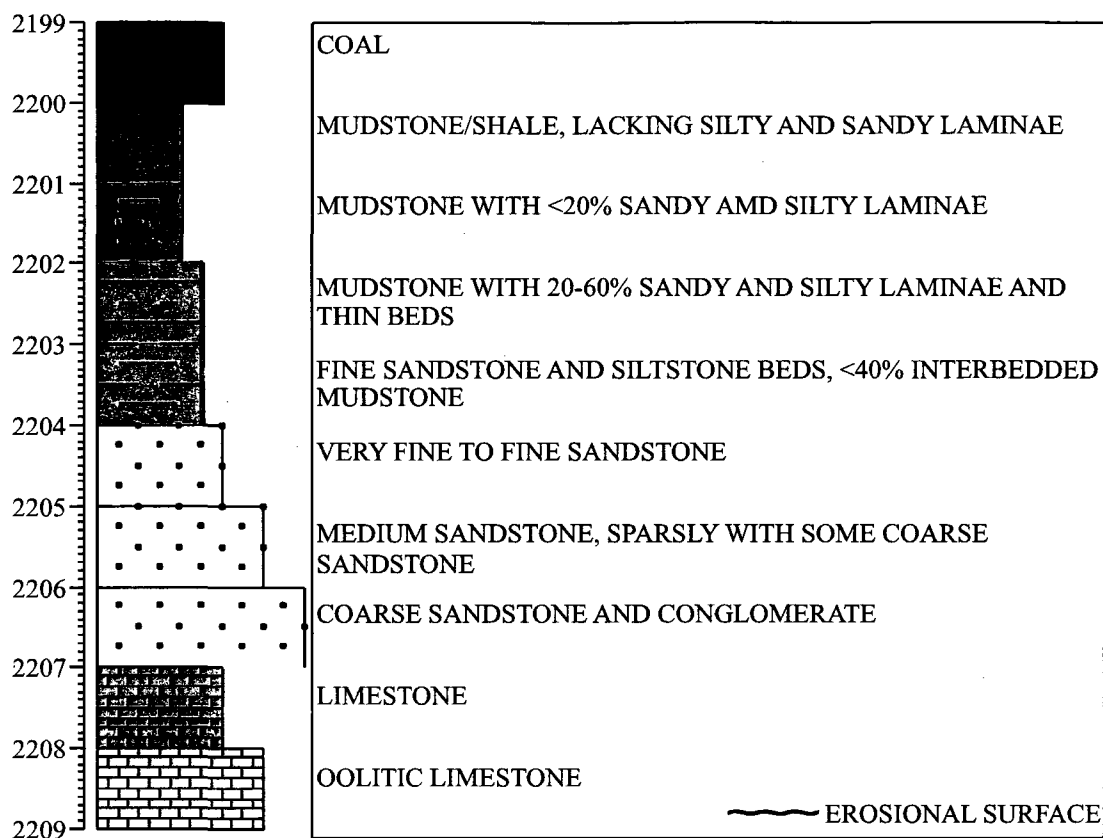 2199
COAL
2200
MUDSTONE/SHALE, LACKING SILTY AND SANDY LAMINAE
2201
MUDSTONE WITH <20% SANDY AMD SILTY LAMINAE
2202
MUDSTONE WITH 20-60% SANDY AND SILTY LAMINAE AND
THIN BEDS
2203
FINE SANDSTONE AND SILTSTONE BEDS, <40% INTERBEDDED
MUDSTONE
2204
VERY FINE TO FINE SANDSTONE
2205
MEDIUM SANDSTONE, SPARSLY WITH SOME COARSE
SANDSTONE
2206
COARSE SANDSTONE AND CONGLOMERATE
2207
LIMESTONE
2208
OOLITIC LIMESTONE
EROSIONAL SURFACE
2209